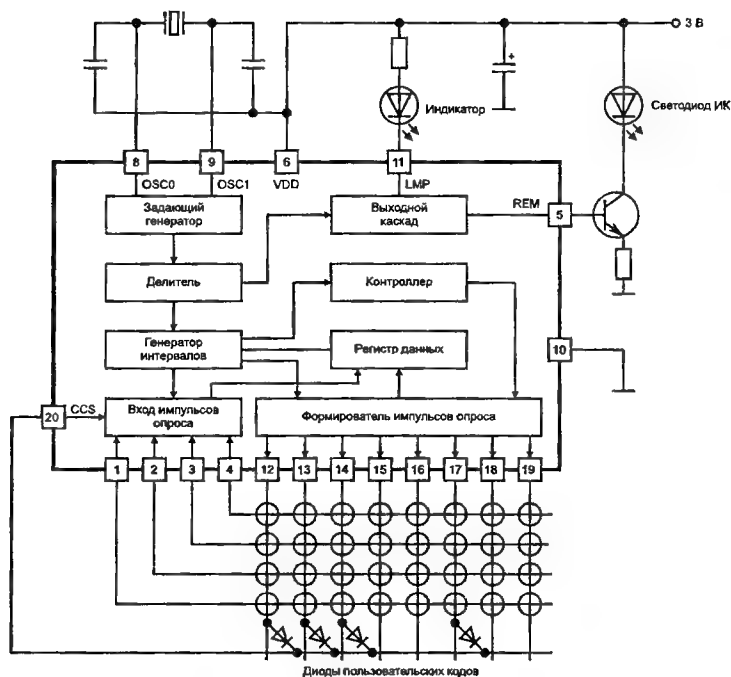 3 В
+
Индикатор
Светодиод ИК
8
9
6
11
OSC0
OSC1
VDD
LMP
Задающий
генератор
Выходной
каскад
REM
5
Делитель
Контроллер
Генератор
интервалов
Регистр данных
10
20
CCS
Вход импульсов
опроса
Формирователь импульсов опроса
1
2
3
4
12
13
14
15
16
17
18
19
Диоды пользовательских кодов